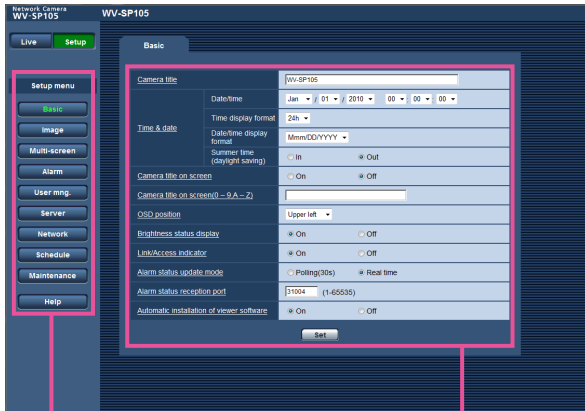 Network Camera
WV-SP105
WV-SP105
Live
Setup
Setup menu
Basic
Image
Multi-screen
Alarm
User mng.
Server
Network
Schedule
Maintenance
Help
Basic
Camera title
WV-SP105
Time & date
Date/time
Jan / 01 / 2010 00 : 00 : 00
Time display format
24h
Date/time display
format
Mmm/DD/YYYY
Summer time
(daylight saving)
In Out
Camera title on screen
On Off
Camera title on screen(0 – 9,A – Z)
OSD position
Upper left
Brightness status display
On Off
Link/Access indicator
On Off
Alarm status update
mode
Polling(30s) Real time
Alarm status reception
port
31004 (1-65535)
Automatic installation of viewer software
On Off
Set